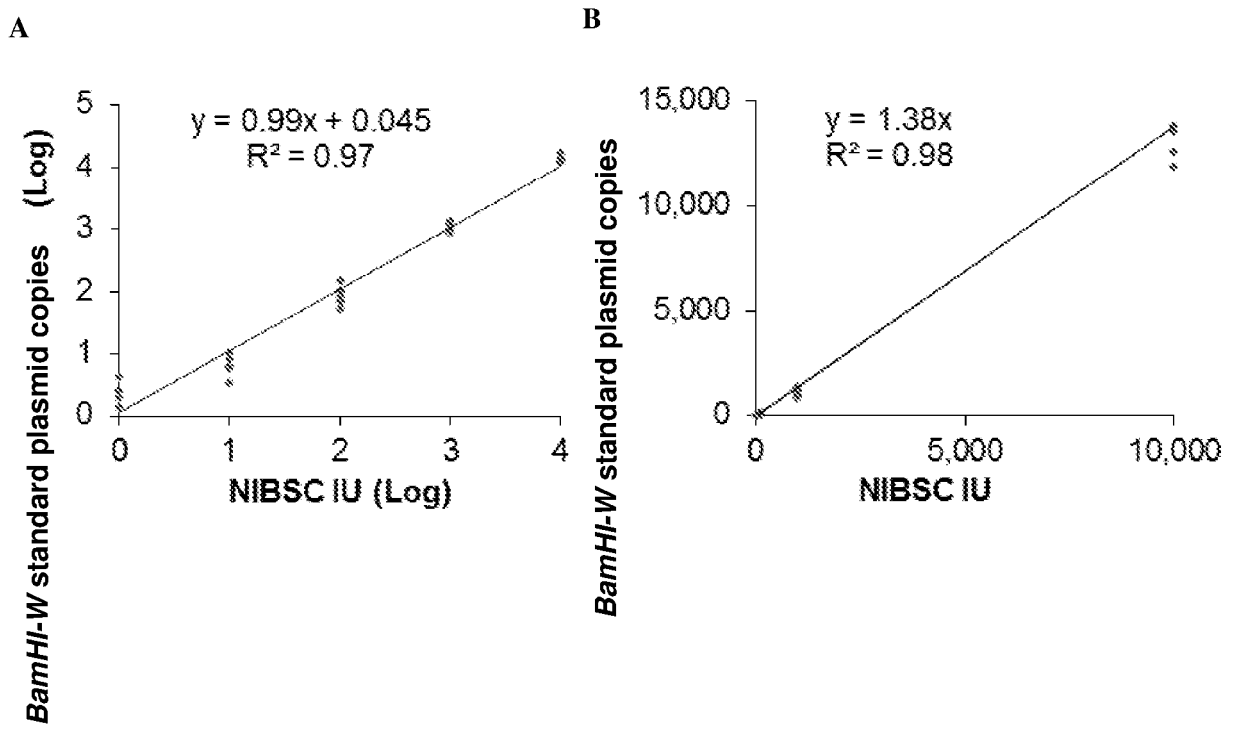 A
BamHI-W standard plasmid copies (Log)
5
4
3
2
1
0
y = 0.99x + 0.045
R² = 0.97
0 1 2 3 4
NIBSC IU (Log)
B
BamHI-W standard plasmid copies
15,000
10,000
5,000
0
y = 1.38x
R² = 0.98
0 5,000 10,000
NIBSC IU